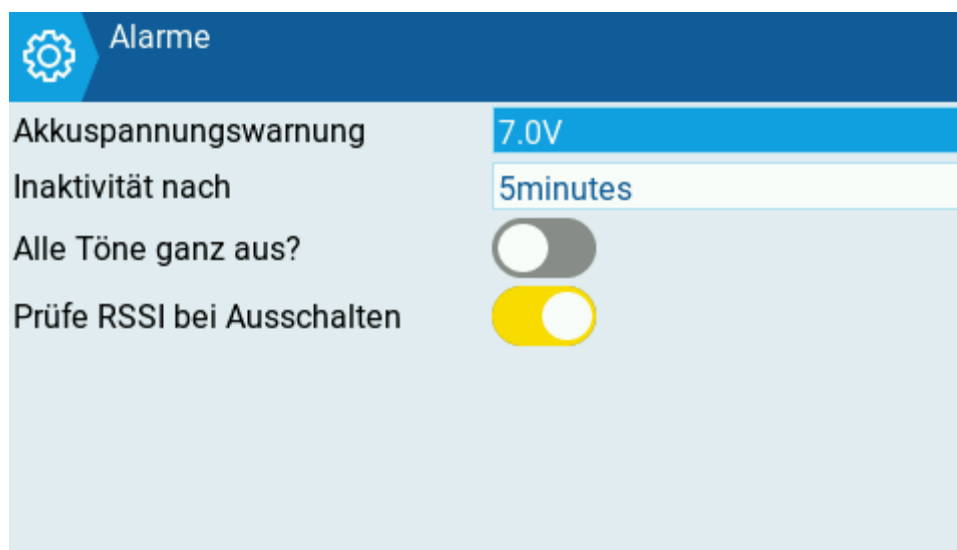 Alarme
Akkuspannungswarnung 7.0V
Inaktivität nach 5minutes
Alle Töne ganz aus?
Prüfe RSSI bei Ausschalten